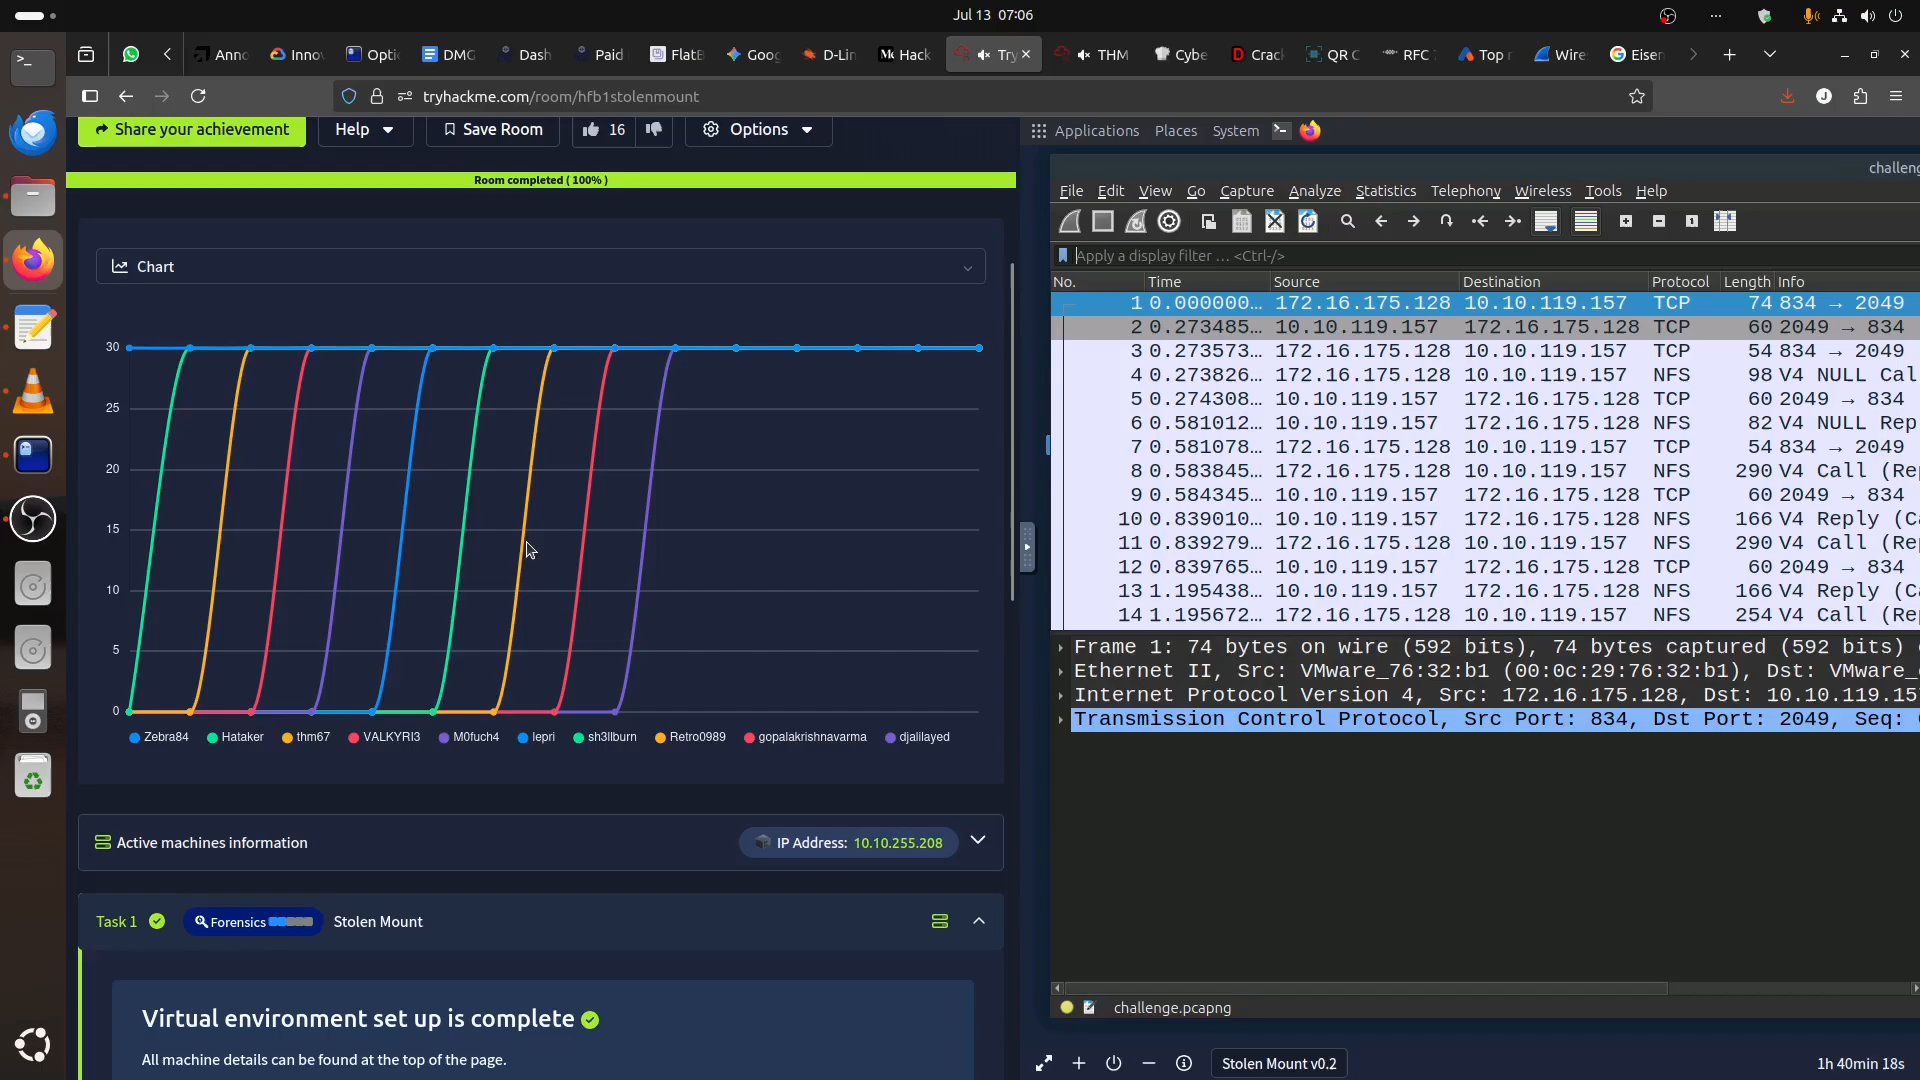 Jul 13 07:06
Anno
Inno
Opti
DMG
Dash
Paid
FlatB
Goog
D-Lin
Hack
Try
THM
Cybe
Crac
QR C
RFC
Top r
Wire
Eisen
tryhackme.com/room/hfb1stolenmount
Share your achievement
Help
Save Room
16
Options
Room completed ( 100% )
Chart
30
25
20
15
10
5
0
Zebra84 Hataker thm67 VALKYRI3 M0fuch4 lepri sh3llburn Retro0989 gopalakrishnavarma djalilayed
Active machines information
IP Address: 10.10.255.208
Task 1 Forensics Stolen Mount
Virtual environment set up is complete
All machine details can be found at the top of the page.
Applications Places System
challeng
File Edit View Go Capture Analyze Statistics Telephony Wireless Tools Help
Apply a display filter … <Ctrl-/>
No. Time Source Destination Protocol Length Info
1 0.000000… 172.16.175.128 10.10.119.157 TCP 74 834 → 2049
2 0.273485… 10.10.119.157 172.16.175.128 TCP 60 2049 → 834
3 0.273573… 172.16.175.128 10.10.119.157 TCP 54 834 → 2049
4 0.273826… 172.16.175.128 10.10.119.157 NFS 98 V4 NULL Cal
5 0.274308… 10.10.119.157 172.16.175.128 TCP 60 2049 → 834
6 0.581012… 10.10.119.157 172.16.175.128 NFS 82 V4 NULL Rep
7 0.581078… 172.16.175.128 10.10.119.157 TCP 54 834 → 2049
8 0.583845… 172.16.175.128 10.10.119.157 NFS 290 V4 Call (Rep
9 0.584345… 10.10.119.157 172.16.175.128 TCP 60 2049 → 834
10 0.839010… 10.10.119.157 172.16.175.128 NFS 166 V4 Reply (Ca
11 0.839279… 172.16.175.128 10.10.119.157 NFS 290 V4 Call (Rep
12 0.839765… 10.10.119.157 172.16.175.128 TCP 60 2049 → 834
13 1.195438… 10.10.119.157 172.16.175.128 NFS 166 V4 Reply (Ca
14 1.195672… 172.16.175.128 10.10.119.157 NFS 254 V4 Call (Rep
Frame 1: 74 bytes on wire (592 bits), 74 bytes captured (592 bits)
Ethernet II, Src: VMware_76:32:b1 (00:0c:29:76:32:b1), Dst: VMware_
Internet Protocol Version 4, Src: 172.16.175.128, Dst: 10.10.119.15
Transmission Control Protocol, Src Port: 834, Dst Port: 2049, Seq:
challenge.pcapng
Stolen Mount v0.2
1h 40min 18s